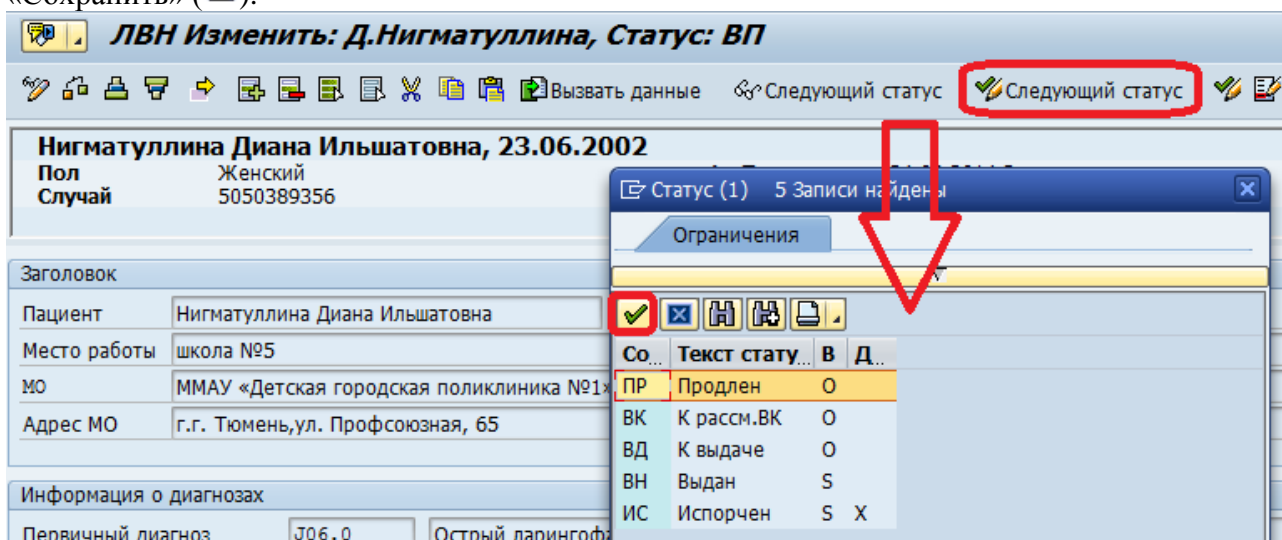 «Сохранить» ( ).
ЛВН Изменить: Д.Нигматуллина, Статус: ВП
Вызвать данные Следующий статус Следующий статус
Нигматуллина Диана Ильшатовна, 23.06.2002
Пол Женский
Случай 5050389356
Заголовок
Пациент Нигматуллина Диана Ильшатовна
Место работы школа №5
МО ММАУ «Детская городская поликлиника №1»
Адрес МО г.г. Тюмень,ул. Профсоюзная, 65
Информация о диагнозах
Первичный диагноз J06.0 Острый ларингофа
Статус (1) 5 Записи найдены
Ограничения
Со... Текст стату... В Д...
ПР Продлен O
ВК К рассм.ВК O
ВД К выдаче O
ВН Выдан S
ИС Испорчен S X